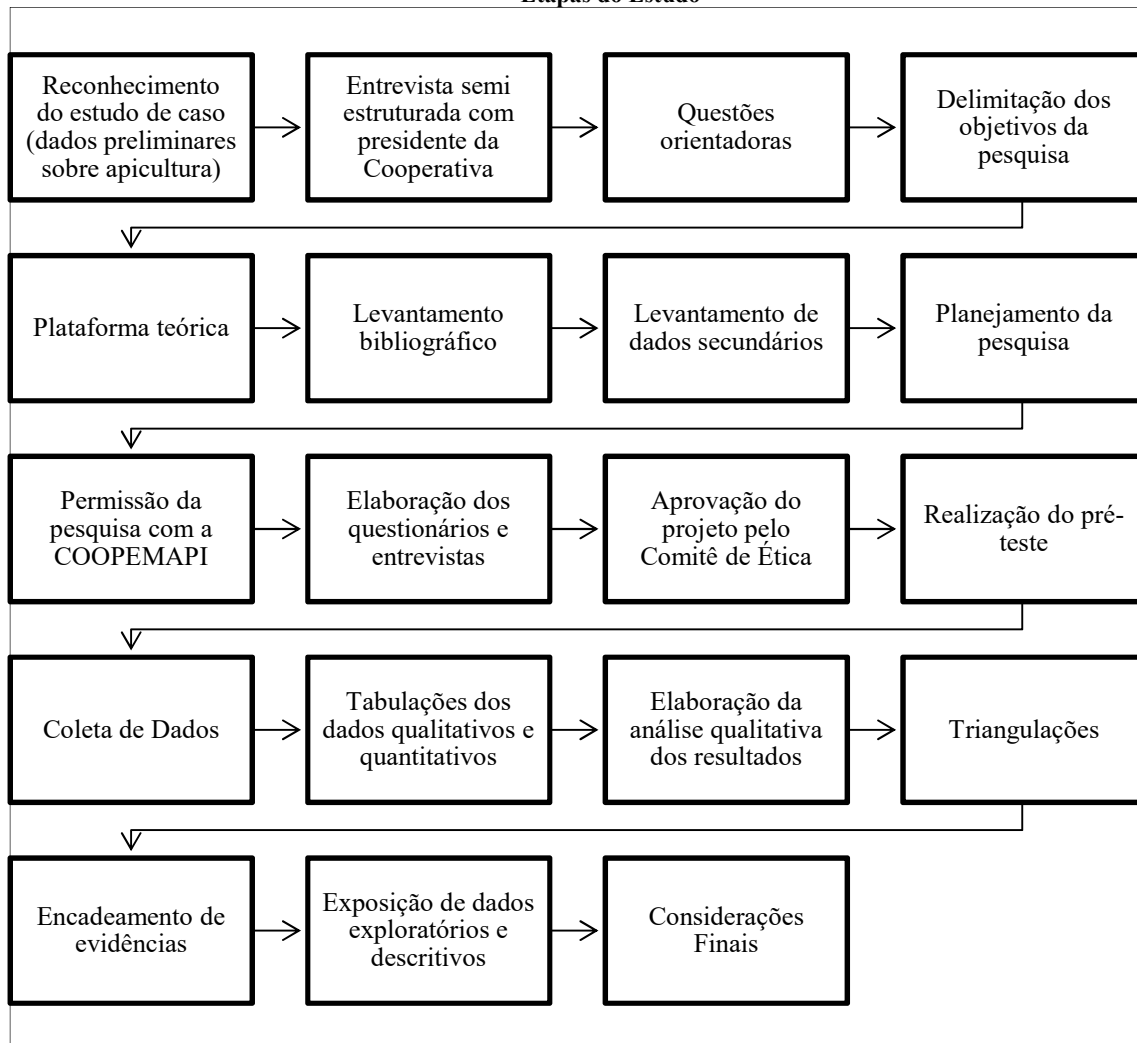 Etapas do Estudo
Reconhecimento
do estudo de caso
(dados preliminares
sobre apicultura)
Entrevista semi
estruturada com
presidente da
Cooperativa
Questões
orientadoras
Delimitação dos
objetivos da
pesquisa
Plataforma teórica
Levantamento
bibliográfico
Levantamento de
dados secundários
Planejamento da
pesquisa
Permissão da
pesquisa com a
COOPEMAPI
Elaboração dos
questionários e
entrevistas
Aprovação do
projeto pelo
Comitê de Ética
Realização do pré-
teste
Coleta de Dados
Tabulações dos
dados qualitativos e
quantitativos
Elaboração da
análise qualitativa
dos resultados
Triangulações
Encadeamento de
evidências
Exposição de dados
exploratórios e
descritivos
Considerações
Finais